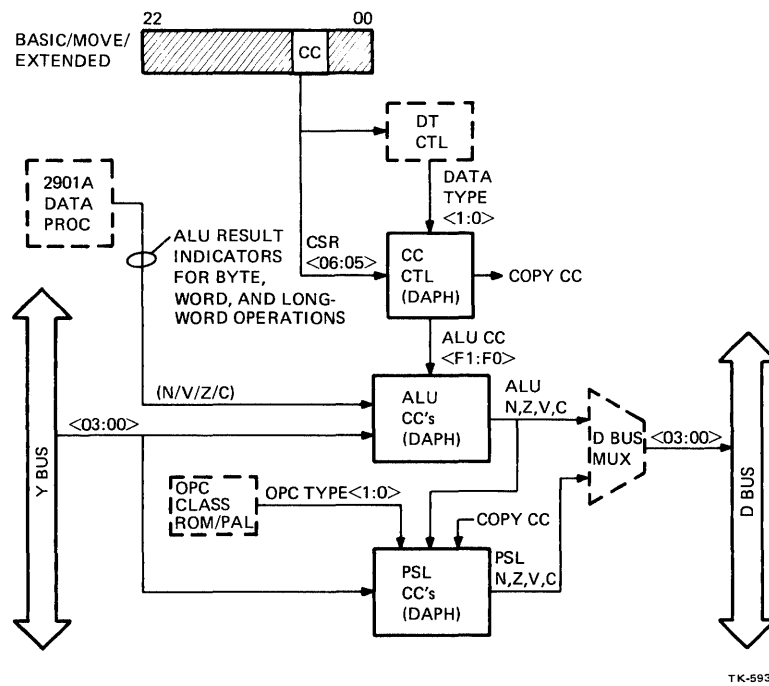 22 00
BASIC/MOVE/
EXTENDED
CC
DT
CTL
2901A
DATA
PROC
DATA
TYPE
<1:0>
ALU RESULT
INDICATORS
FOR BYTE,
WORD, AND LONG-
WORD OPERATIONS
CSR
<06:05>
CC
CTL
(DAPH)
COPY CC
ALU CC
<F1:F0>
(N/V/Z/C)
ALU
CC's
(DAPH)
ALU
N,Z,V,C
D BUS
MUX
<03:00>
<03:00>
Y BUS
D BUS
OPC
CLASS
ROM/PAL
OPC TYPE<1:0>
COPY CC
PSL
CC's
(DAPH)
PSL
N,Z,V,C
TK-593